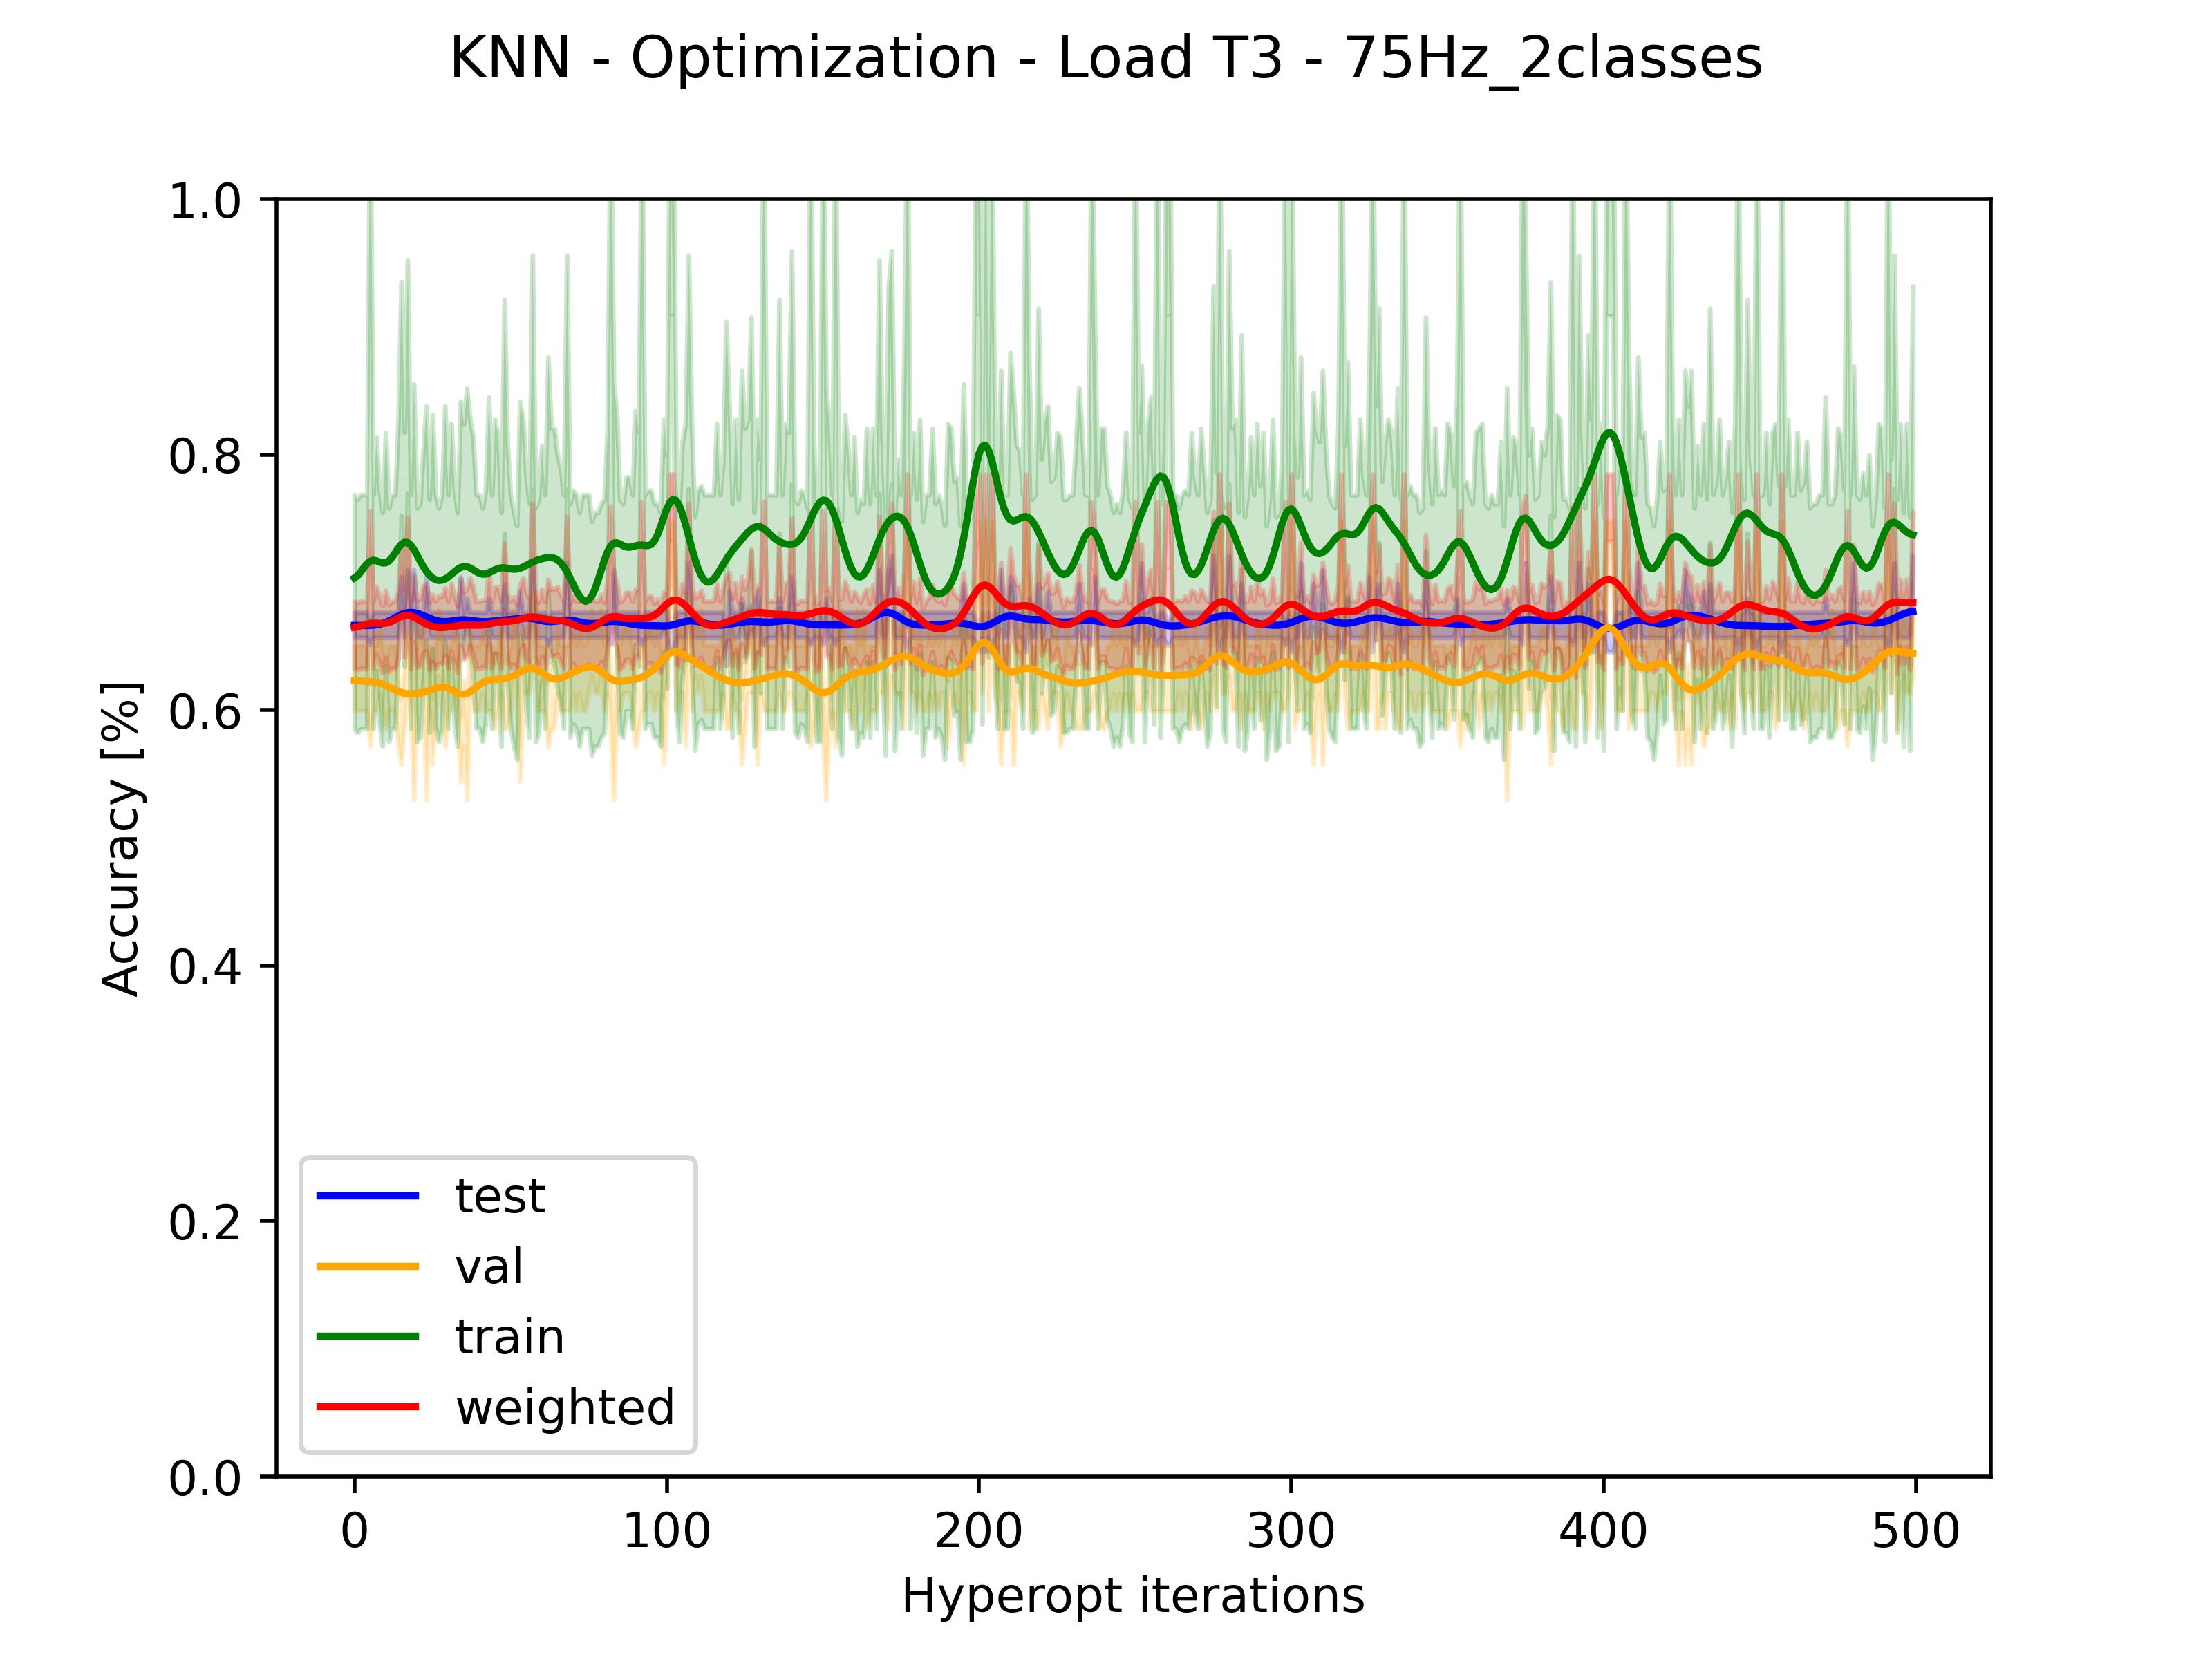 KNN - Optimization - Load T3 - 75Hz_2classes
1.0
0.8
0.6
0.4
0.2
0.0
Accuracy [%]
test
val
train
weighted
0 100 200 300 400 500
Hyperopt iterations